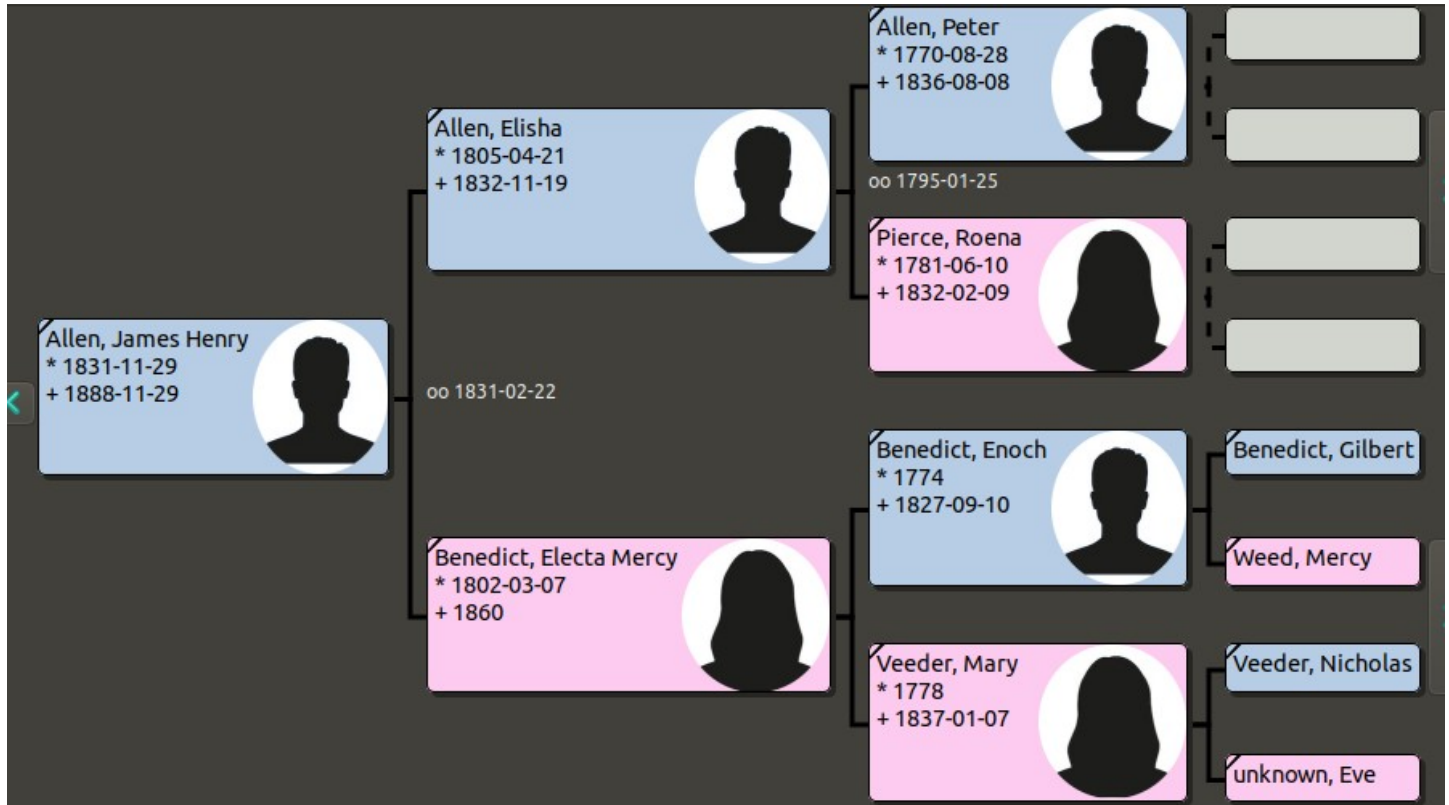 Allen, James Henry
* 1831-11-29
+ 1888-11-29
Allen, Elisha
* 1805-04-21
+ 1832-11-19
oo 1831-02-22
Benedict, Electa Mercy
* 1802-03-07
+ 1860
Allen, Peter
* 1770-08-28
+ 1836-08-08
oo 1795-01-25
Pierce, Roena
* 1781-06-10
+ 1832-02-09
Benedict, Enoch
* 1774
+ 1827-09-10
Veeder, Mary
* 1778
+ 1837-01-07
Benedict, Gilbert
Weed, Mercy
Veeder, Nicholas
unknown, Eve